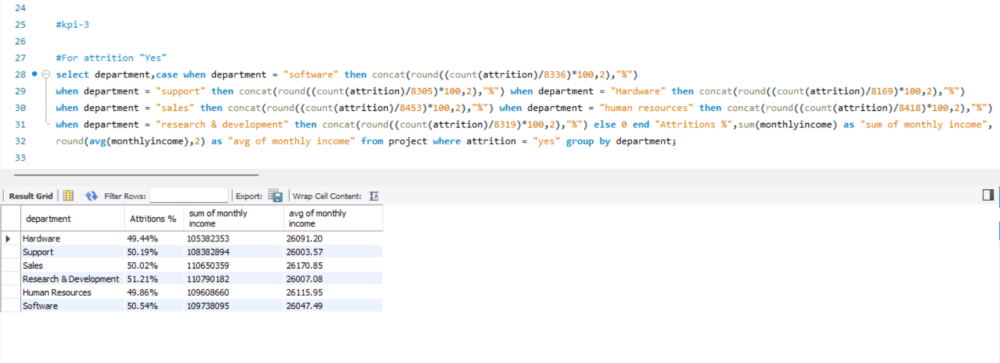 24
25 #kpi-3
26
27 #For attrition "Yes"
28 select department,case when department = "software" then concat(round((count(attrition)/8336)*100,2),"%")
29 when department = "support" then concat(round((count(attrition)/8305)*100,2),"%") when department = "Hardware" then concat(round((count(attrition)/8169)*100,2),"%")
30 when department = "sales" then concat(round((count(attrition)/8453)*100,2),"%") when department = "human resources" then concat(round((count(attrition)/8418)*100,2),"%")
31 when department = "research & development" then concat(round((count(attrition)/8319)*100,2),"%") else 0 end "Attritions %",sum(monthlyincome) as "sum of monthly income",
32 round(avg(monthlyincome),2) as "avg of monthly income" from project where attrition = "yes" group by department;
33
Result Grid Filter Rows: Export: Wrap Cell Content:
department Attritions % sum of monthly income avg of monthly income
Hardware 49.44% 105382353 26091.20
Support 50.19% 108382894 26003.57
Sales 50.02% 110650359 26170.85
Research & Development 51.21% 110790182 26007.08
Human Resources 49.86% 109608660 26115.95
Software 50.54% 109738095 26047.49